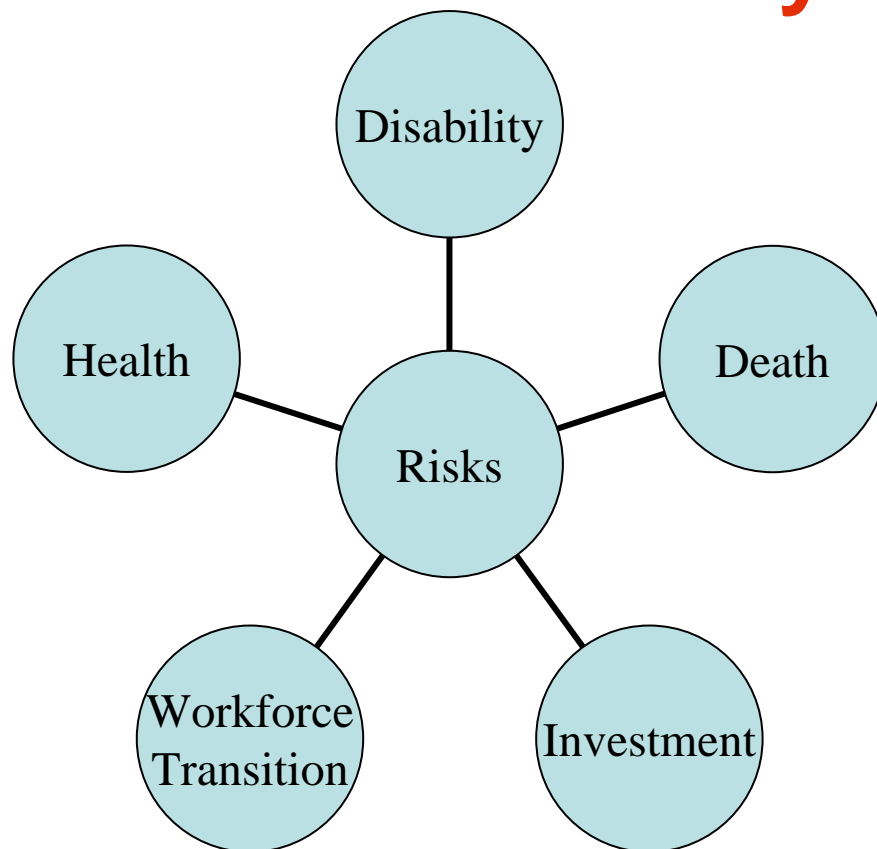 Disability
Health
Death
Risks
Workforce
Transition
Investment